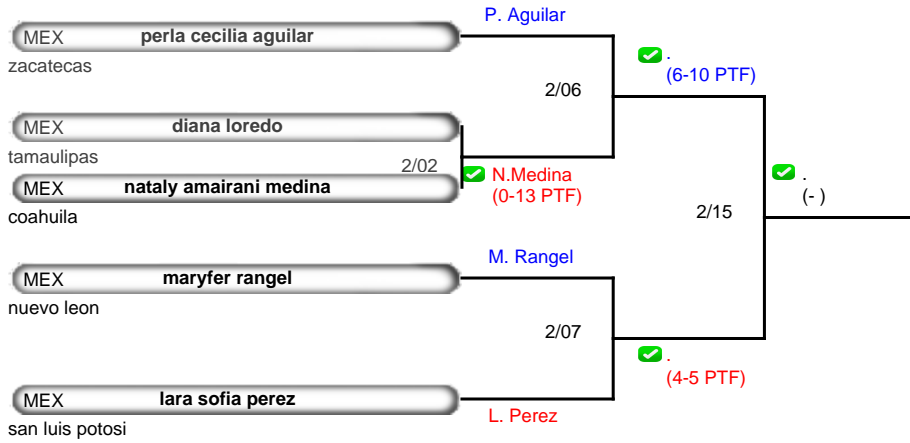 P. Aguilar
MEX perla cecilia aguilar
zacatecas
.
(6-10 PTF)
2/06
MEX diana loredo
tamaulipas
2/02
N.Medina
(0-13 PTF)
MEX nataly amairani medina
coahuila
.
(- )
2/15
M. Rangel
MEX maryfer rangel
nuevo leon
2/07
.
(4-5 PTF)
MEX lara sofia perez
san luis potosi
L. Perez